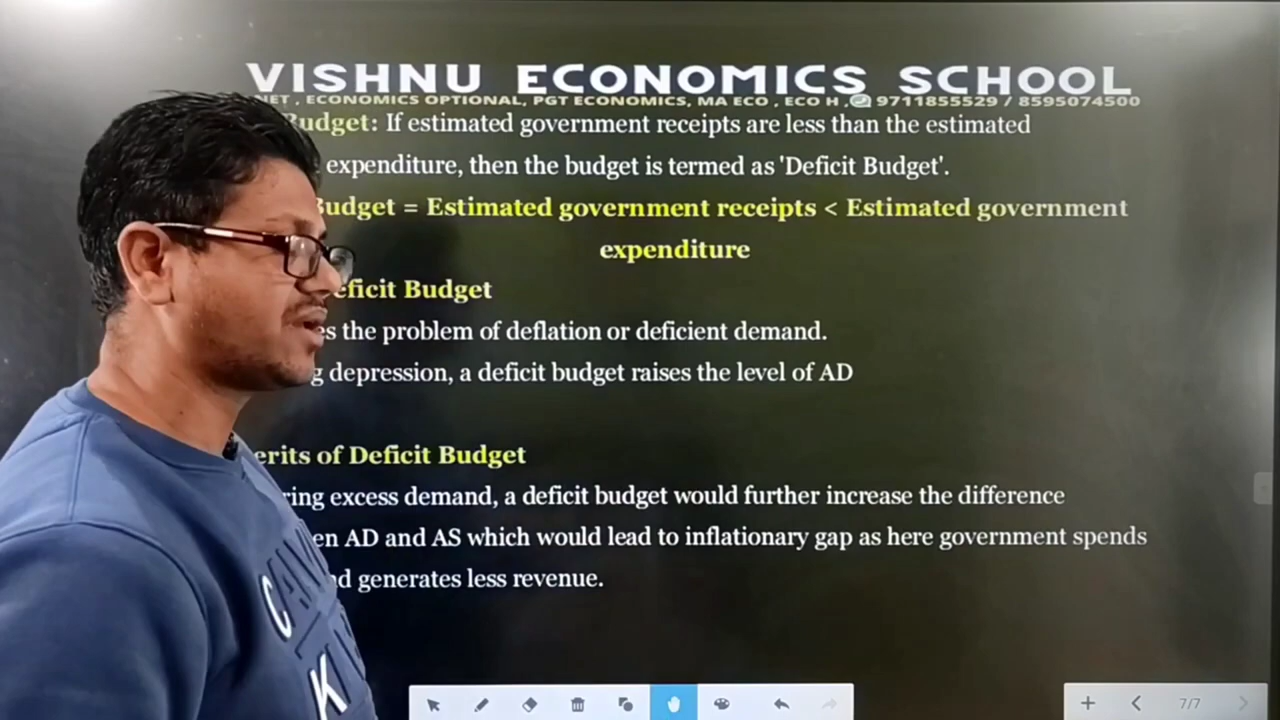 VISHNU ECONOMICS SCHOOL
NET , ECONOMICS OPTIONAL, PGT ECONOMICS, MA ECO , ECO H , 9711855529 / 8595074500
Budget: If estimated government receipts are less than the estimated
expenditure, then the budget is termed as 'Deficit Budget'.
Budget = Estimated government receipts < Estimated government
expenditure
eficit Budget
es the problem of deflation or deficient demand.
g depression, a deficit budget raises the level of AD
erits of Deficit Budget
ring excess demand, a deficit budget would further increase the difference
en AD and AS which would lead to inflationary gap as here government spends
nd generates less revenue.
7/7